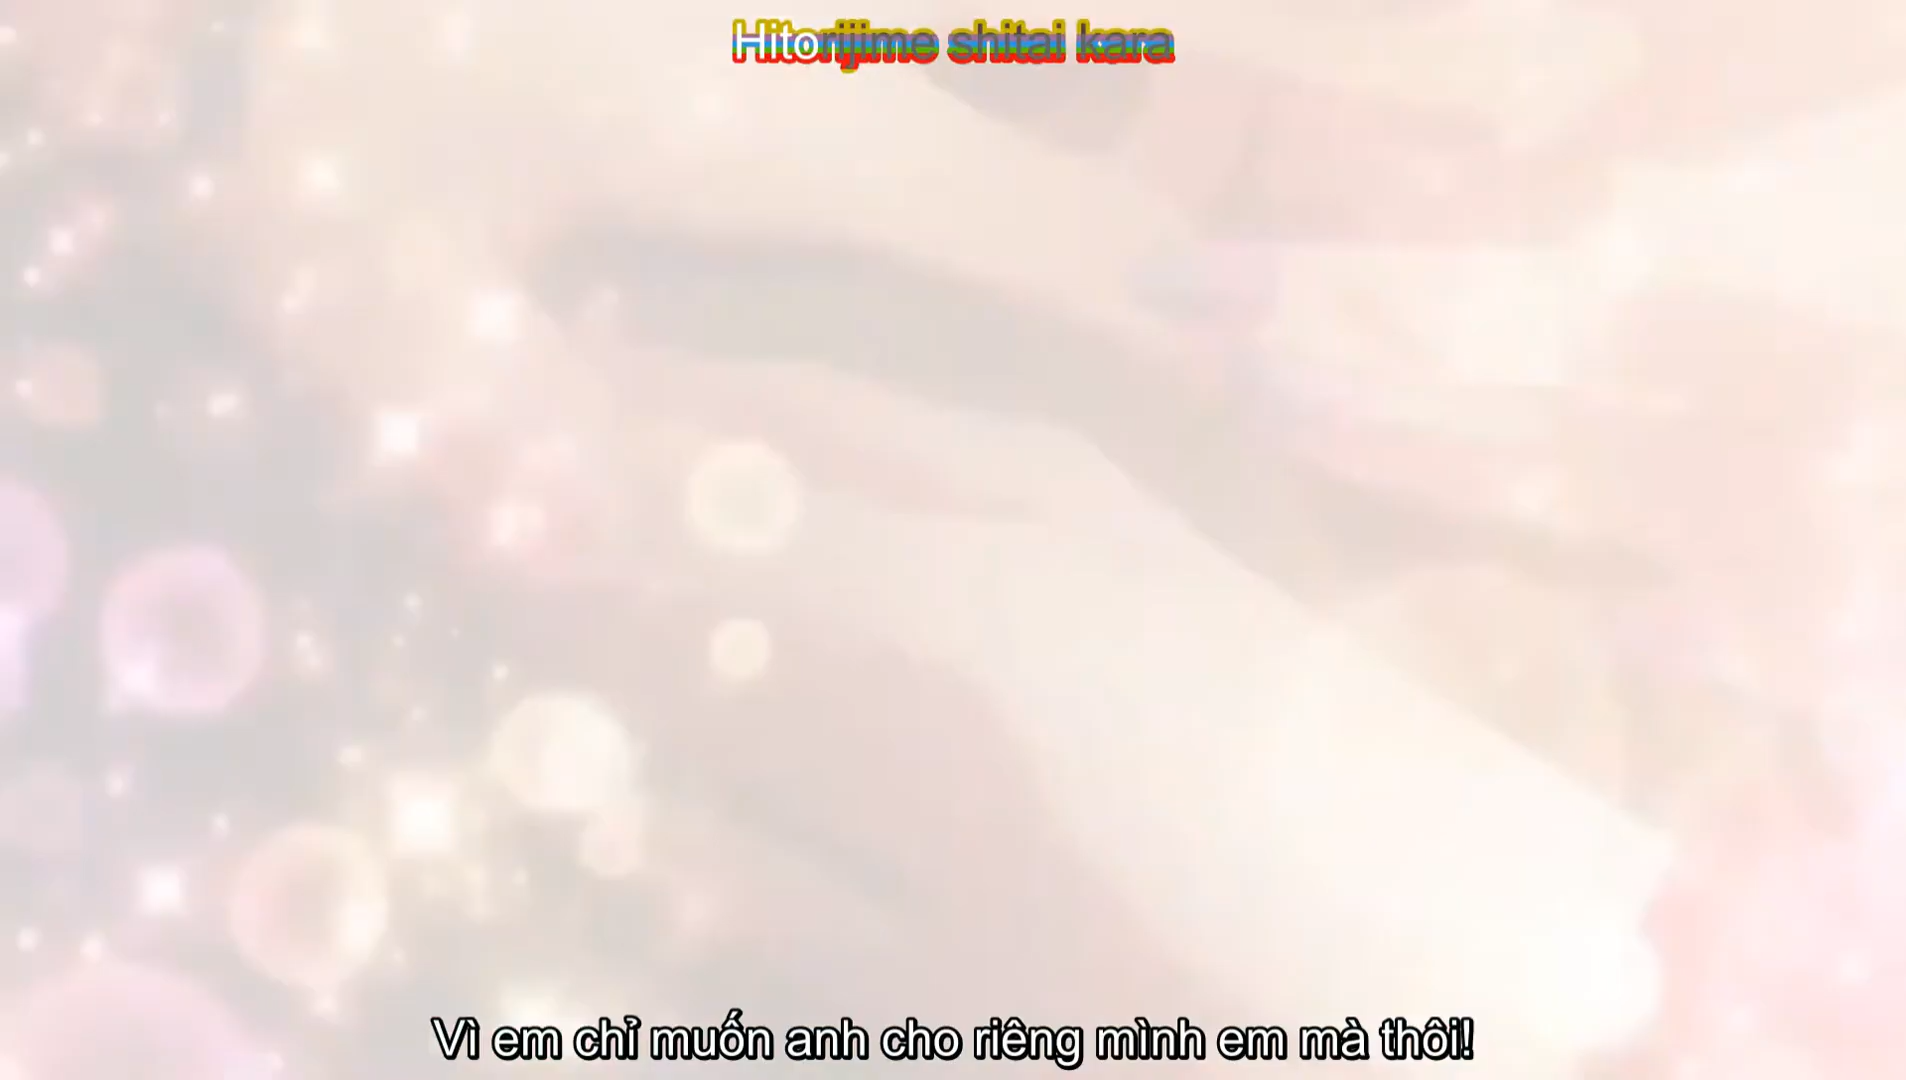 Hitorijime shitai kara
Vì em chỉ muốn anh cho riêng mình em mà thôi!